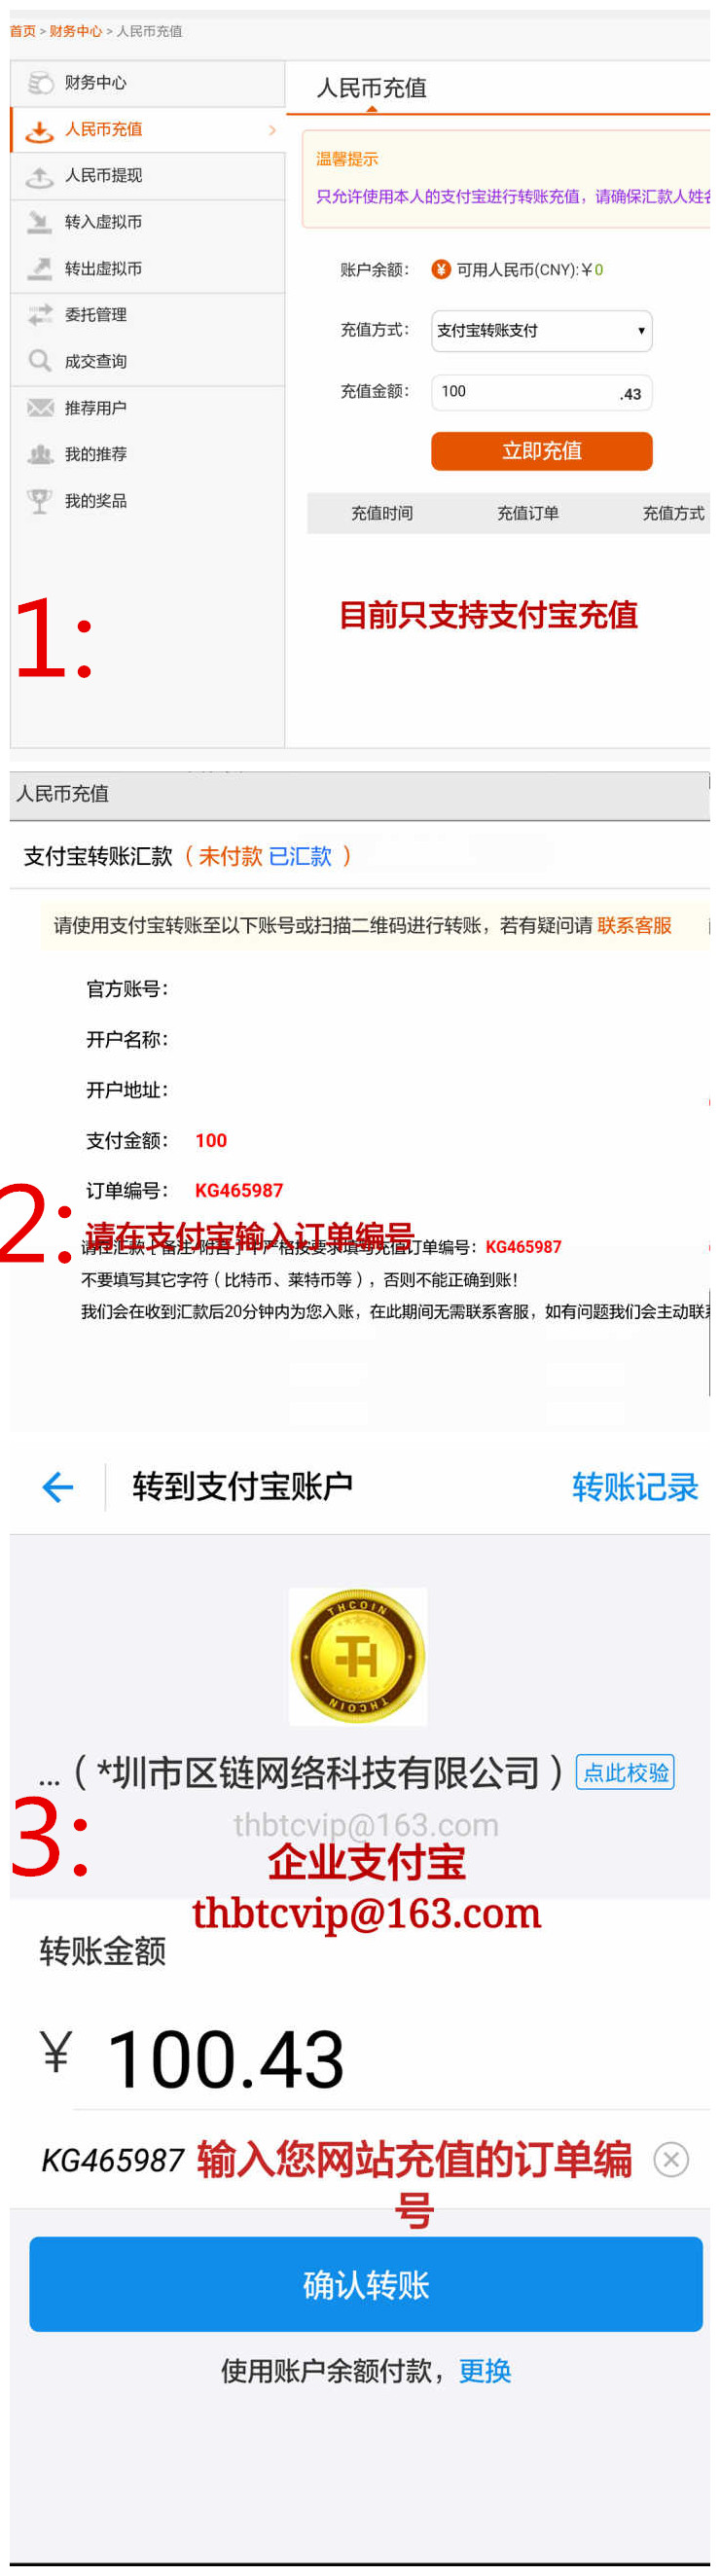 首页 > 财务中心 > 人民币充值
财务中心
人民币充值
人民币充值 >
温馨提示
人民币提现
只允许使用本人的支付宝进行转账充值，请确保汇款人姓名
转入虚拟币
转出虚拟币
账户余额： ¥ 可用人民币(CNY):￥0
委托管理
充值方式： 支付宝转账支付 ▼
成交查询
充值金额： 100 .43
推荐用户
立即充值
我的推荐
我的奖品
充值时间 充值订单 充值方式
1:
目前只支持支付宝充值
人民币充值
支付宝转账汇款（ 未付款 已汇款 ）
请使用支付宝转账至以下账号或扫描二维码进行转账，若有疑问请 联系客服
官方账号：
开户名称：
开户地址：
支付金额： 100
订单编号： KG465987
2:
请在支付宝输入订单编号
严格按要求填写充值订单编号：KG465987
不要填写其它字符（比特币、莱特币等），否则不能正确到账！
我们会在收到汇款后20分钟内为您入账，在此期间无需联系客服，如有问题我们会主动联系
← 转到支付宝账户 转账记录
THCOIN
TH
THCOIN
...（*圳市区链网络科技有限公司）点此校验
3:
thbtcvip@163.com
企业支付宝
thbtcvip@163.com
转账金额
¥ 100.43
KG465987 输入您网站充值的订单编
号
确认转账
使用账户余额付款，更换